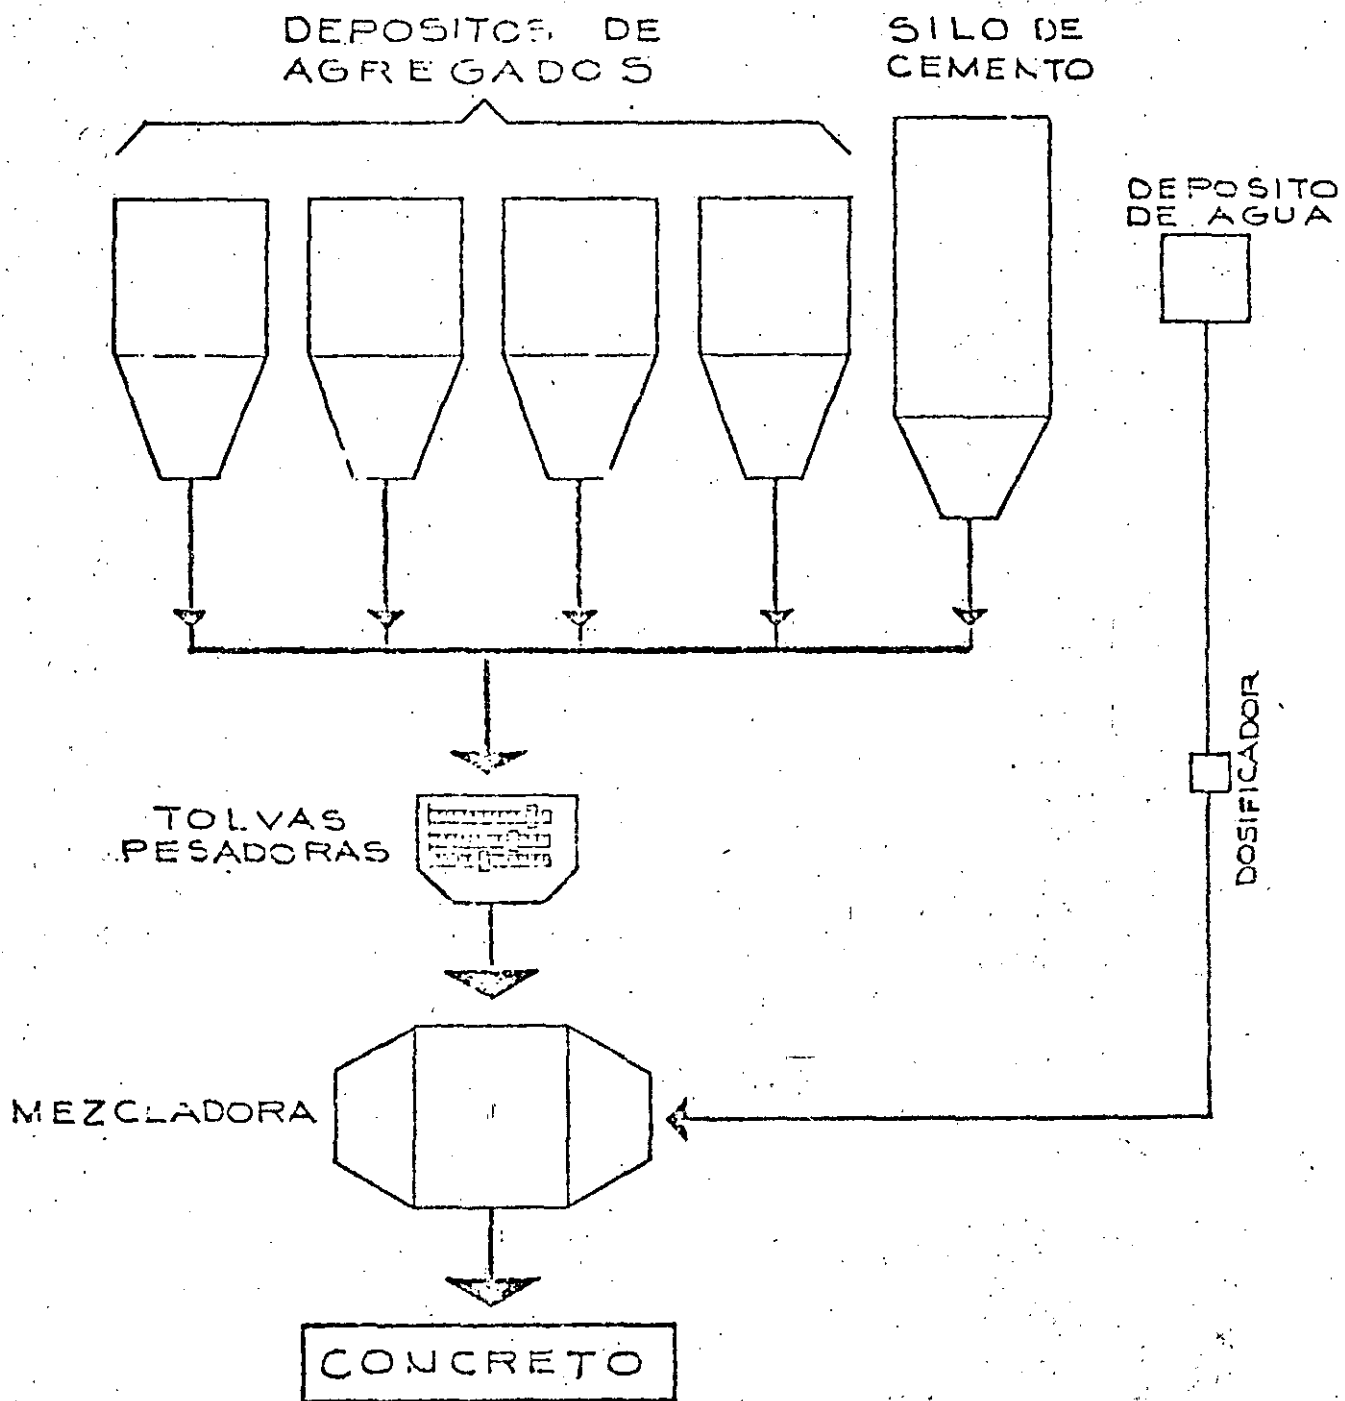 DEPOSITOS DE
AGREGADOS
SILO DE
CEMENTO
DEPOSITO
DE AGUA
DOSIFICADOR
TOLVAS
PESADORAS
MEZCLADORA
CONCRETO